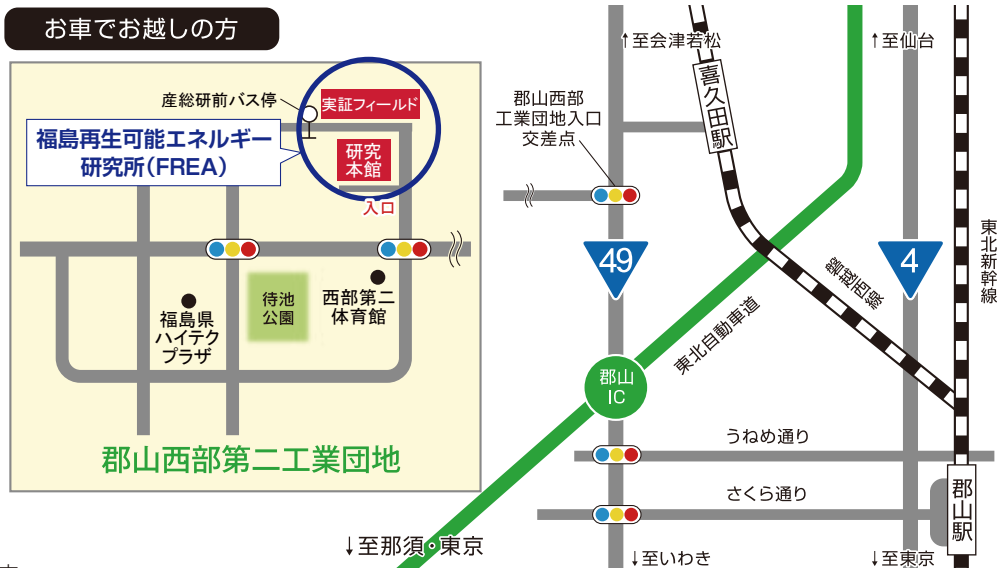 お車でお越しの方
産総研前バス停
実証フィールド
福島再生可能エネルギー
研究所(FREA)
研究
本館
入口
待池
公園
西部第二
体育館
福島県
ハイテク
プラザ
郡山西部第二工業団地
↑至会津若松
↑至仙台
喜久田駅
郡山西部
工業団地入口
交差点
49
4
磐越西線
東北新幹線
東北自動車道
郡山
IC
うねめ通り
さくら通り
郡山駅
↓至那須・東京
↓至いわき
↓至東京